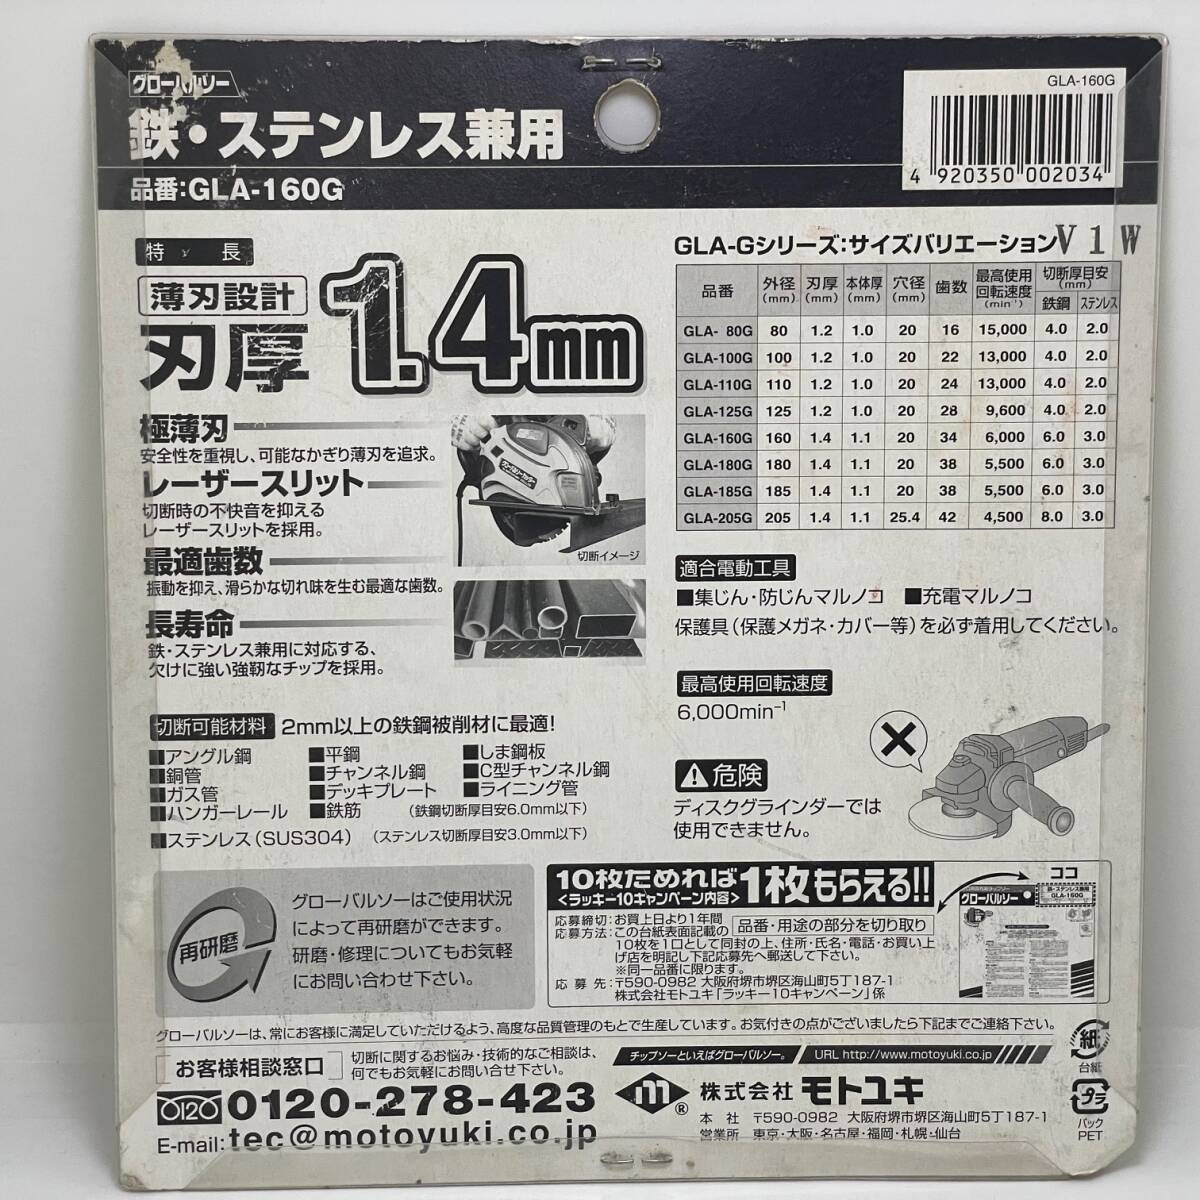 グローバルソー
鉄・ステンレス兼用
品番:GLA-160G
GLA-160G
4 920350 002034
特 長
薄刃設計
刃厚1.4mm
極薄刃
安全性を重視し、可能なかぎり薄刃を追求。
レーザースリット
切断時の不快音を抑える
レーザースリットを採用。
最適歯数
振動を抑え、滑らかな切れ味を生む最適な歯数。
長寿命
鉄・ステンレス兼用に対応する、
欠けに強い強靭なチップを採用。
切断イメージ
GLA-Gシリーズ:サイズバリエーション V 1 W
品番 外径(mm) 刃厚(mm) 本体厚(mm) 穴径(mm) 歯数 最高使用回転速度(min⁻¹) 切断厚目安(mm) 鉄鋼 ステンレス
GLA- 80G 80 1.2 1.0 20 16 15,000 4.0 2.0
GLA-100G 100 1.2 1.0 20 22 13,000 4.0 2.0
GLA-110G 110 1.2 1.0 20 24 13,000 4.0 2.0
GLA-125G 125 1.2 1.0 20 28 9,600 4.0 2.0
GLA-160G 160 1.4 1.1 20 34 6,000 6.0 3.0
GLA-180G 180 1.4 1.1 20 38 5,500 6.0 3.0
GLA-185G 185 1.4 1.1 20 38 5,500 6.0 3.0
GLA-205G 205 1.4 1.1 25.4 42 4,500 8.0 3.0
適合電動工具
■集じん・防じんマルノコ ■充電マルノコ
保護具(保護メガネ・カバー等)を必ず着用してください。
最高使用回転速度
6,000min⁻¹
危険
ディスクグラインダーでは
使用できません。
切断可能材料 2mm以上の鉄鋼被削材に最適!
■アングル鋼 ■平鋼 ■しま鋼板
■銅管 ■チャンネル鋼 ■C型チャンネル鋼
■ガス管 ■デッキプレート ■ライニング管
■ハンガーレール ■鉄筋 (鉄鋼切断厚目安6.0mm以下)
■ステンレス(SUS304) (ステンレス切断厚目安3.0mm以下)
再研磨
グローバルソーはご使用状況
によって再研磨ができます。
研磨・修理についてもお気軽
にお問い合わせ下さい。
10枚ためれば1枚もらえる!!
<ラッキー10キャンペーン内容>
応募締切:お買上日より1年間
応募方法:この台紙表面記載の 品番・用途の部分を切り取り
10枚を1口として同封の上、住所・氏名・電話・お買い上
げ店を明記し下記応募先へ郵送して下さい。
※同一品番に限ります。
応募先:〒590-0982 大阪府堺市堺区海山町5丁187-1
株式会社モトユキ「ラッキー10キャンペーン」係
ココ
鉄・ステンレス兼用
GLA-160G
グローバルソー
グローバルソーは、常にお客様に満足していただけるよう、高度な品質管理のもとで生産しています。お気付きの点がございましたら下記までご連絡下さい。
お客様相談窓口
切断に関するお悩み・技術的なご相談は、
何でもお気軽にお問い合せ下さい。
0120-278-423
E-mail:tec@motoyuki.co.jp
チップソーといえばグローバルソー。 URL http://www.motoyuki.co.jp
m® 株式会社 モトユキ
本 社 〒590-0982 大阪府堺市堺区海山町5丁187-1
営業所 東京・大阪・名古屋・福岡・札幌・仙台
紙
台紙
プラ
パック
PET